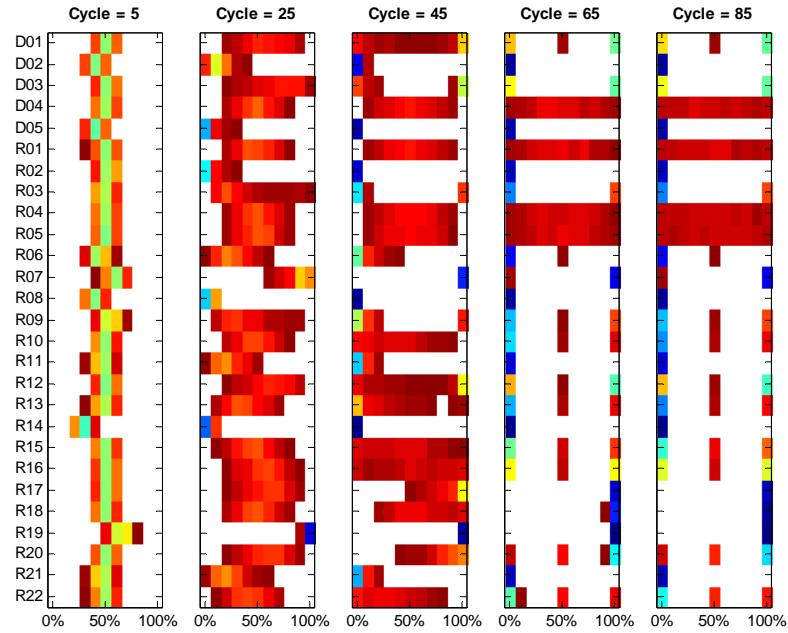 Cycle = 5 Cycle = 25 Cycle = 45 Cycle = 65 Cycle = 85
D01
D02
D03
D04
D05
R01
R02
R03
R04
R05
R06
R07
R08
R09
R10
R11
R12
R13
R14
R15
R16
R17
R18
R19
R20
R21
R22
0% 50% 100% 0% 50% 100% 0% 50% 100% 0% 50% 100% 0% 50% 100%